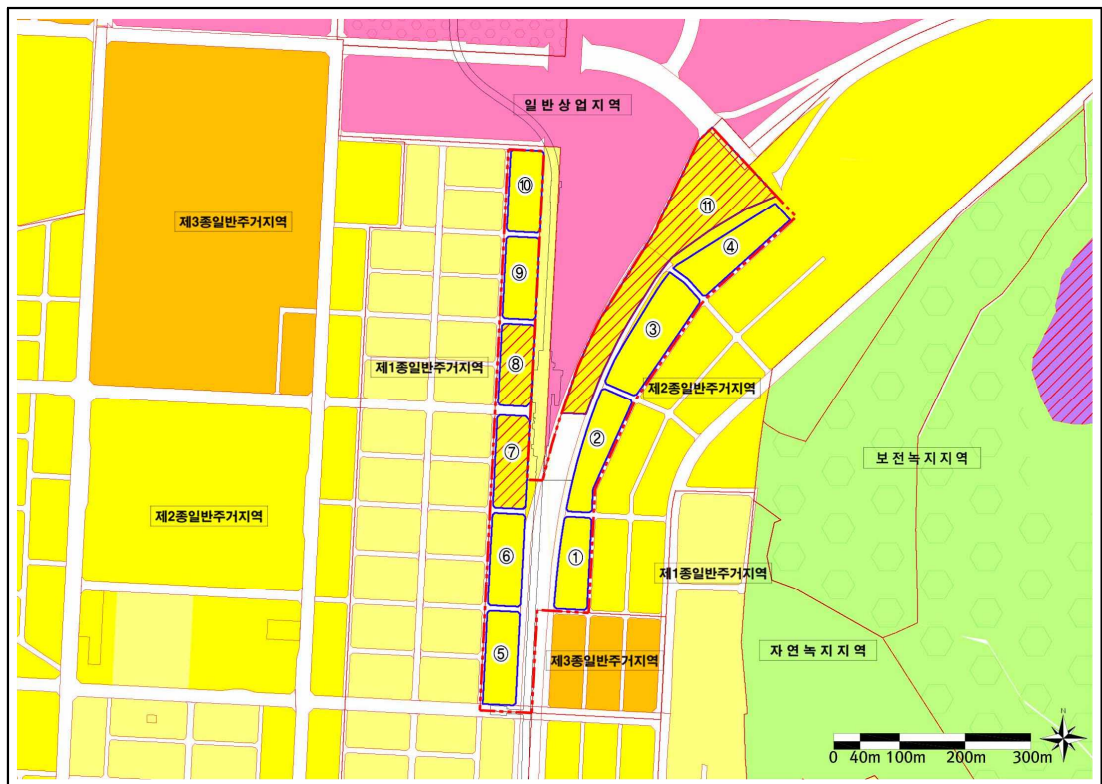 일반상업지역
⑩
⑪
제3종일반주거지역
④
⑨
③
⑧
제1종일반주거지역
제2종일반주거지역
②
⑦
보전녹지지역
제2종일반주거지역
⑥
①
제1종일반주거지역
자연녹지지역
제3종일반주거지역
⑤
N
0 40m 100m 200m 300m